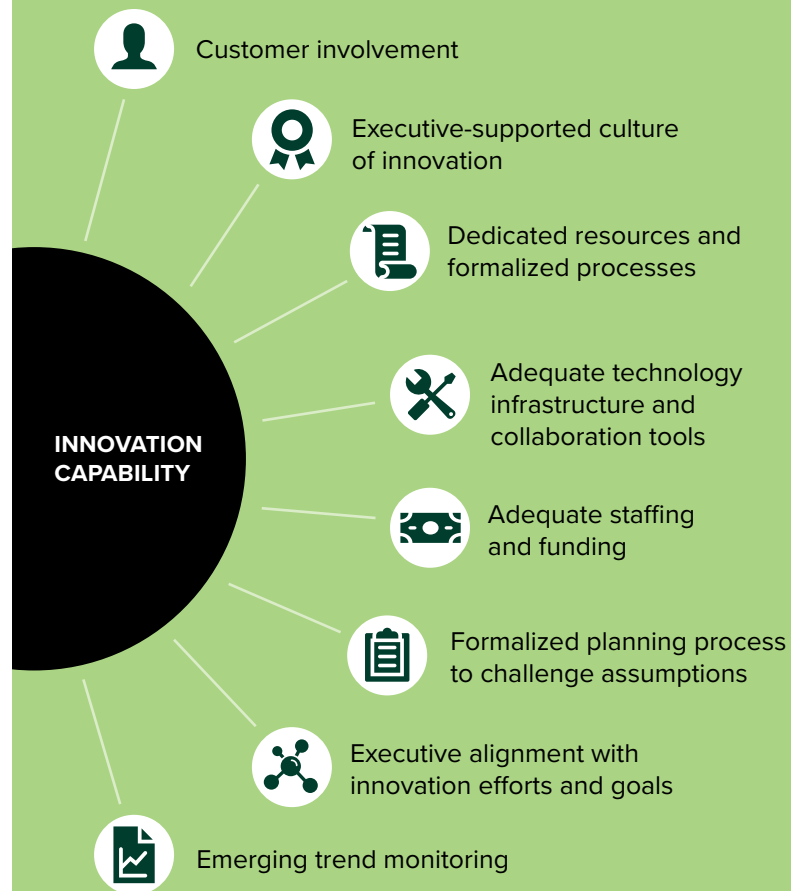 Customer involvement
Executive-supported culture
of innovation
Dedicated resources and
formalized processes
Adequate technology
infrastructure and
collaboration tools
INNOVATION
CAPABILITY
Adequate staffing
and funding
Formalized planning process
to challenge assumptions
Executive alignment with
innovation efforts and goals
Emerging trend monitoring